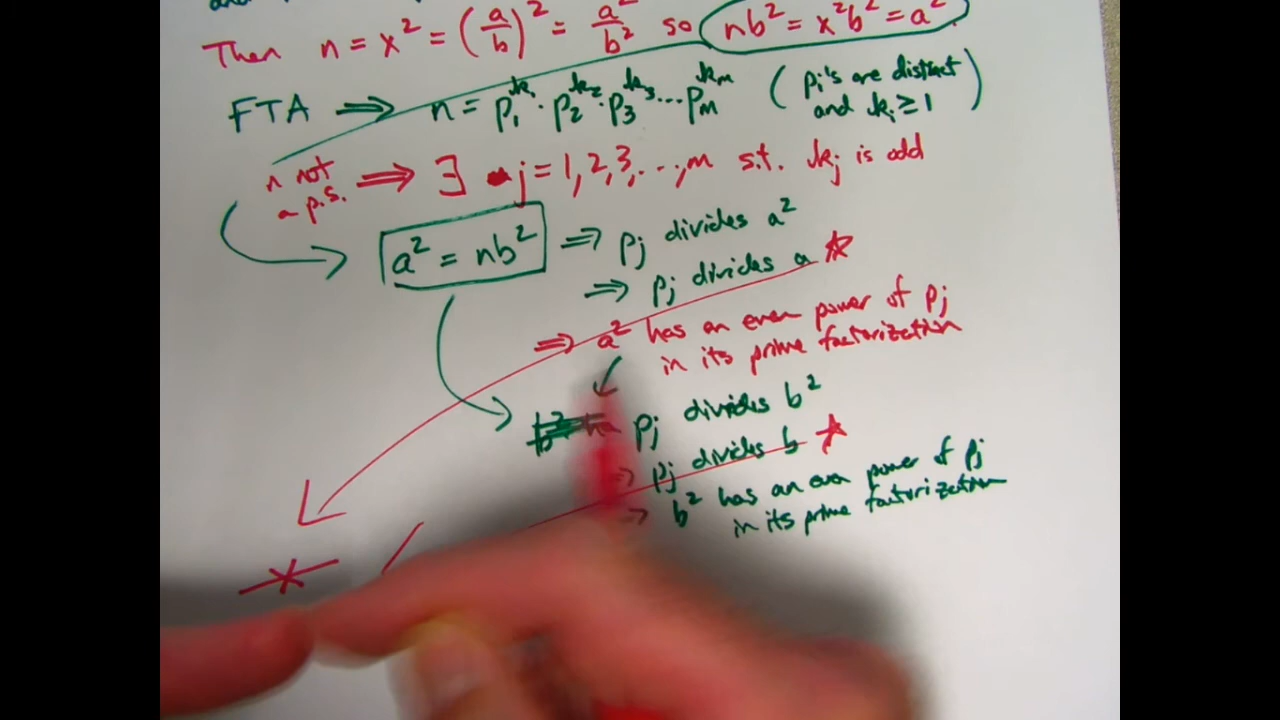 and
Then n = x² = (a/b)² = a²/b² so nb² = x²b² = a².
FTA ⟹ n = p₁^k₁ · p₂^k₂ · p₃^k₃ ... pₘ^kₘ (pᵢ's are distinct and kᵢ ≥ 1)
n not a p.s. ⟹ ∃ j = 1, 2, 3, ..., m s.t. kⱼ is odd
a² = nb² ⟹ pⱼ divides a²
⟹ pⱼ divides a ☆
⟹ a² has an even power of pⱼ
in its prime factorization
pⱼ divides b²
⟹ pⱼ divides b ☆
⟹ b² has an even power of pⱼ
in its prime factorization